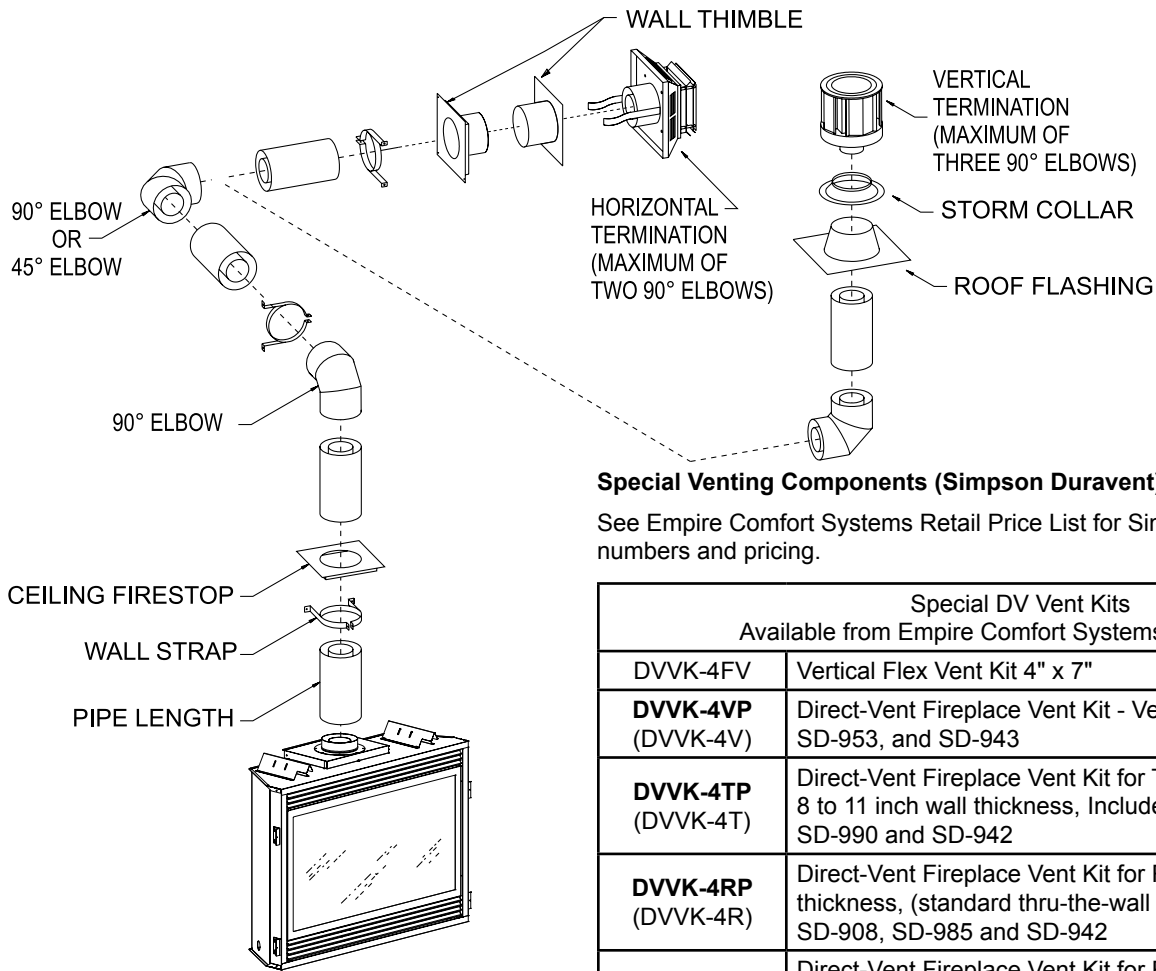 WALL THIMBLE
VERTICAL
TERMINATION
(MAXIMUM OF
THREE 90° ELBOWS)
STORM COLLAR
ROOF FLASHING
HORIZONTAL
TERMINATION
(MAXIMUM OF
TWO 90° ELBOWS)
90° ELBOW
OR
45° ELBOW
90° ELBOW
CEILING FIRESTOP
WALL STRAP
PIPE LENGTH
Special Venting Components (Simpson Duravent)
See Empire Comfort Systems Retail Price List for
numbers and pricing.
Special DV Vent Kits
Available from Empire Comfort Systems
DVVK-4FV
Vertical Flex Vent Kit 4" x 7"
DVVK-4VP
(DVVK-4V)
Direct-Vent Fireplace Vent Kit -
SD-953, and SD-943
DVVK-4TP
(DVVK-4T)
Direct-Vent Fireplace Vent Kit for
8 to 11 inch wall thickness,
SD-990 and SD-942
DVVK-4RP
(DVVK-4R)
Direct-Vent Fireplace Vent Kit for
thickness, (standard thru-the-wall
SD-908, SD-985 and SD-942
Direct-Vent Fireplace Vent Kit for